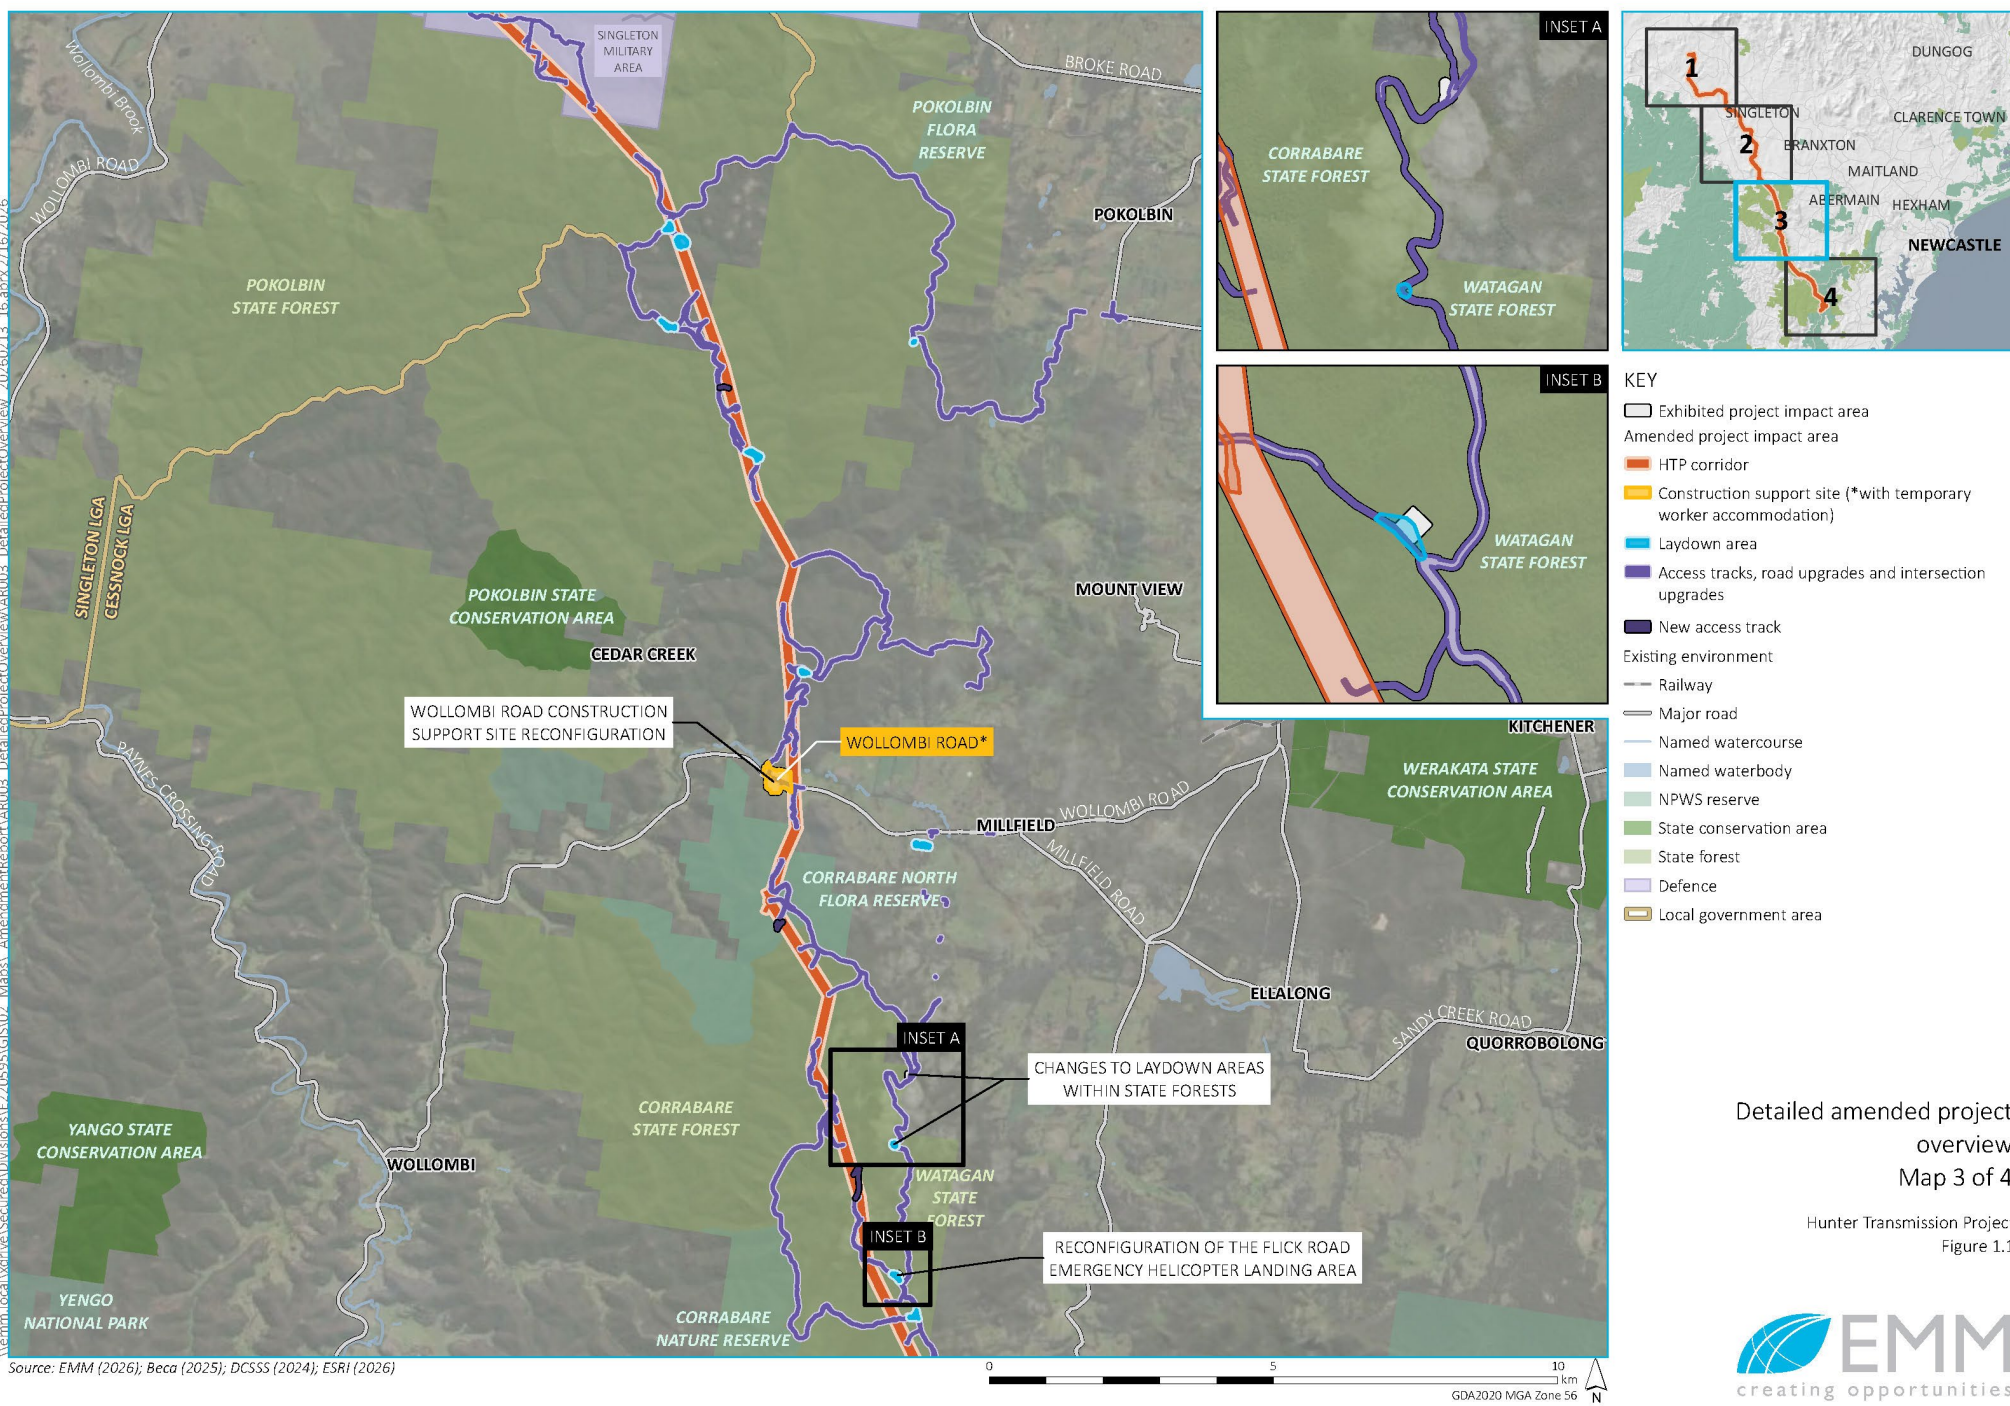 SINGLETON
MILITARY
AREA
Wollombi Brook
WOLLOMBI ROAD
BROKE ROAD
POKOLBIN
FLORA
RESERVE
POKOLBIN
POKOLBIN
STATE FOREST
SINGLETON LGA
CESSNOCK LGA
POKOLBIN STATE
CONSERVATION AREA
CEDAR CREEK
MOUNT VIEW
WOLLOMBI ROAD CONSTRUCTION
SUPPORT SITE RECONFIGURATION
WOLLOMBI ROAD*
PAYNES CROSSING ROAD
KITCHENER
WERAKATA STATE
CONSERVATION AREA
WOLLOMBI ROAD
MILLFIELD
MILLFIELD ROAD
CORRABARE NORTH
FLORA RESERVE
ELLALONG
SANDY CREEK ROAD
QUORROBOLONG
INSET A
CHANGES TO LAYDOWN AREAS
WITHIN STATE FORESTS
CORRABARE
STATE FOREST
YANGO STATE
CONSERVATION AREA
WOLLOMBI
WATAGAN
STATE
FOREST
INSET B
RECONFIGURATION OF THE FLICK ROAD
EMERGENCY HELICOPTER LANDING AREA
YENGO
NATIONAL PARK
CORRABARE
NATURE RESERVE
Source: EMM (2026); Beca (2025); DCSSS (2024); ESRI (2026)
0 5 10
km
GDA2020 MGA Zone 56
N
INSET A
CORRABARE
STATE FOREST
WATAGAN
STATE FOREST
INSET B
WATAGAN
STATE FOREST
DUNGOG
1
SINGLETON
CLARENCE TOWN
2
BRANXTON
MAITLAND
ABERMAIN
HEXHAM
3
NEWCASTLE
4
KEY
Exhibited project impact area
Amended project impact area
HTP corridor
Construction support site (*with temporary
worker accommodation)
Laydown area
Access tracks, road upgrades and intersection
upgrades
New access track
Existing environment
Railway
Major road
Named watercourse
Named waterbody
NPWS reserve
State conservation area
State forest
Defence
Local government area
Detailed amended project
overview
Map 3 of 4
Hunter Transmission Project
Figure 1.1
EMM
creating opportunities